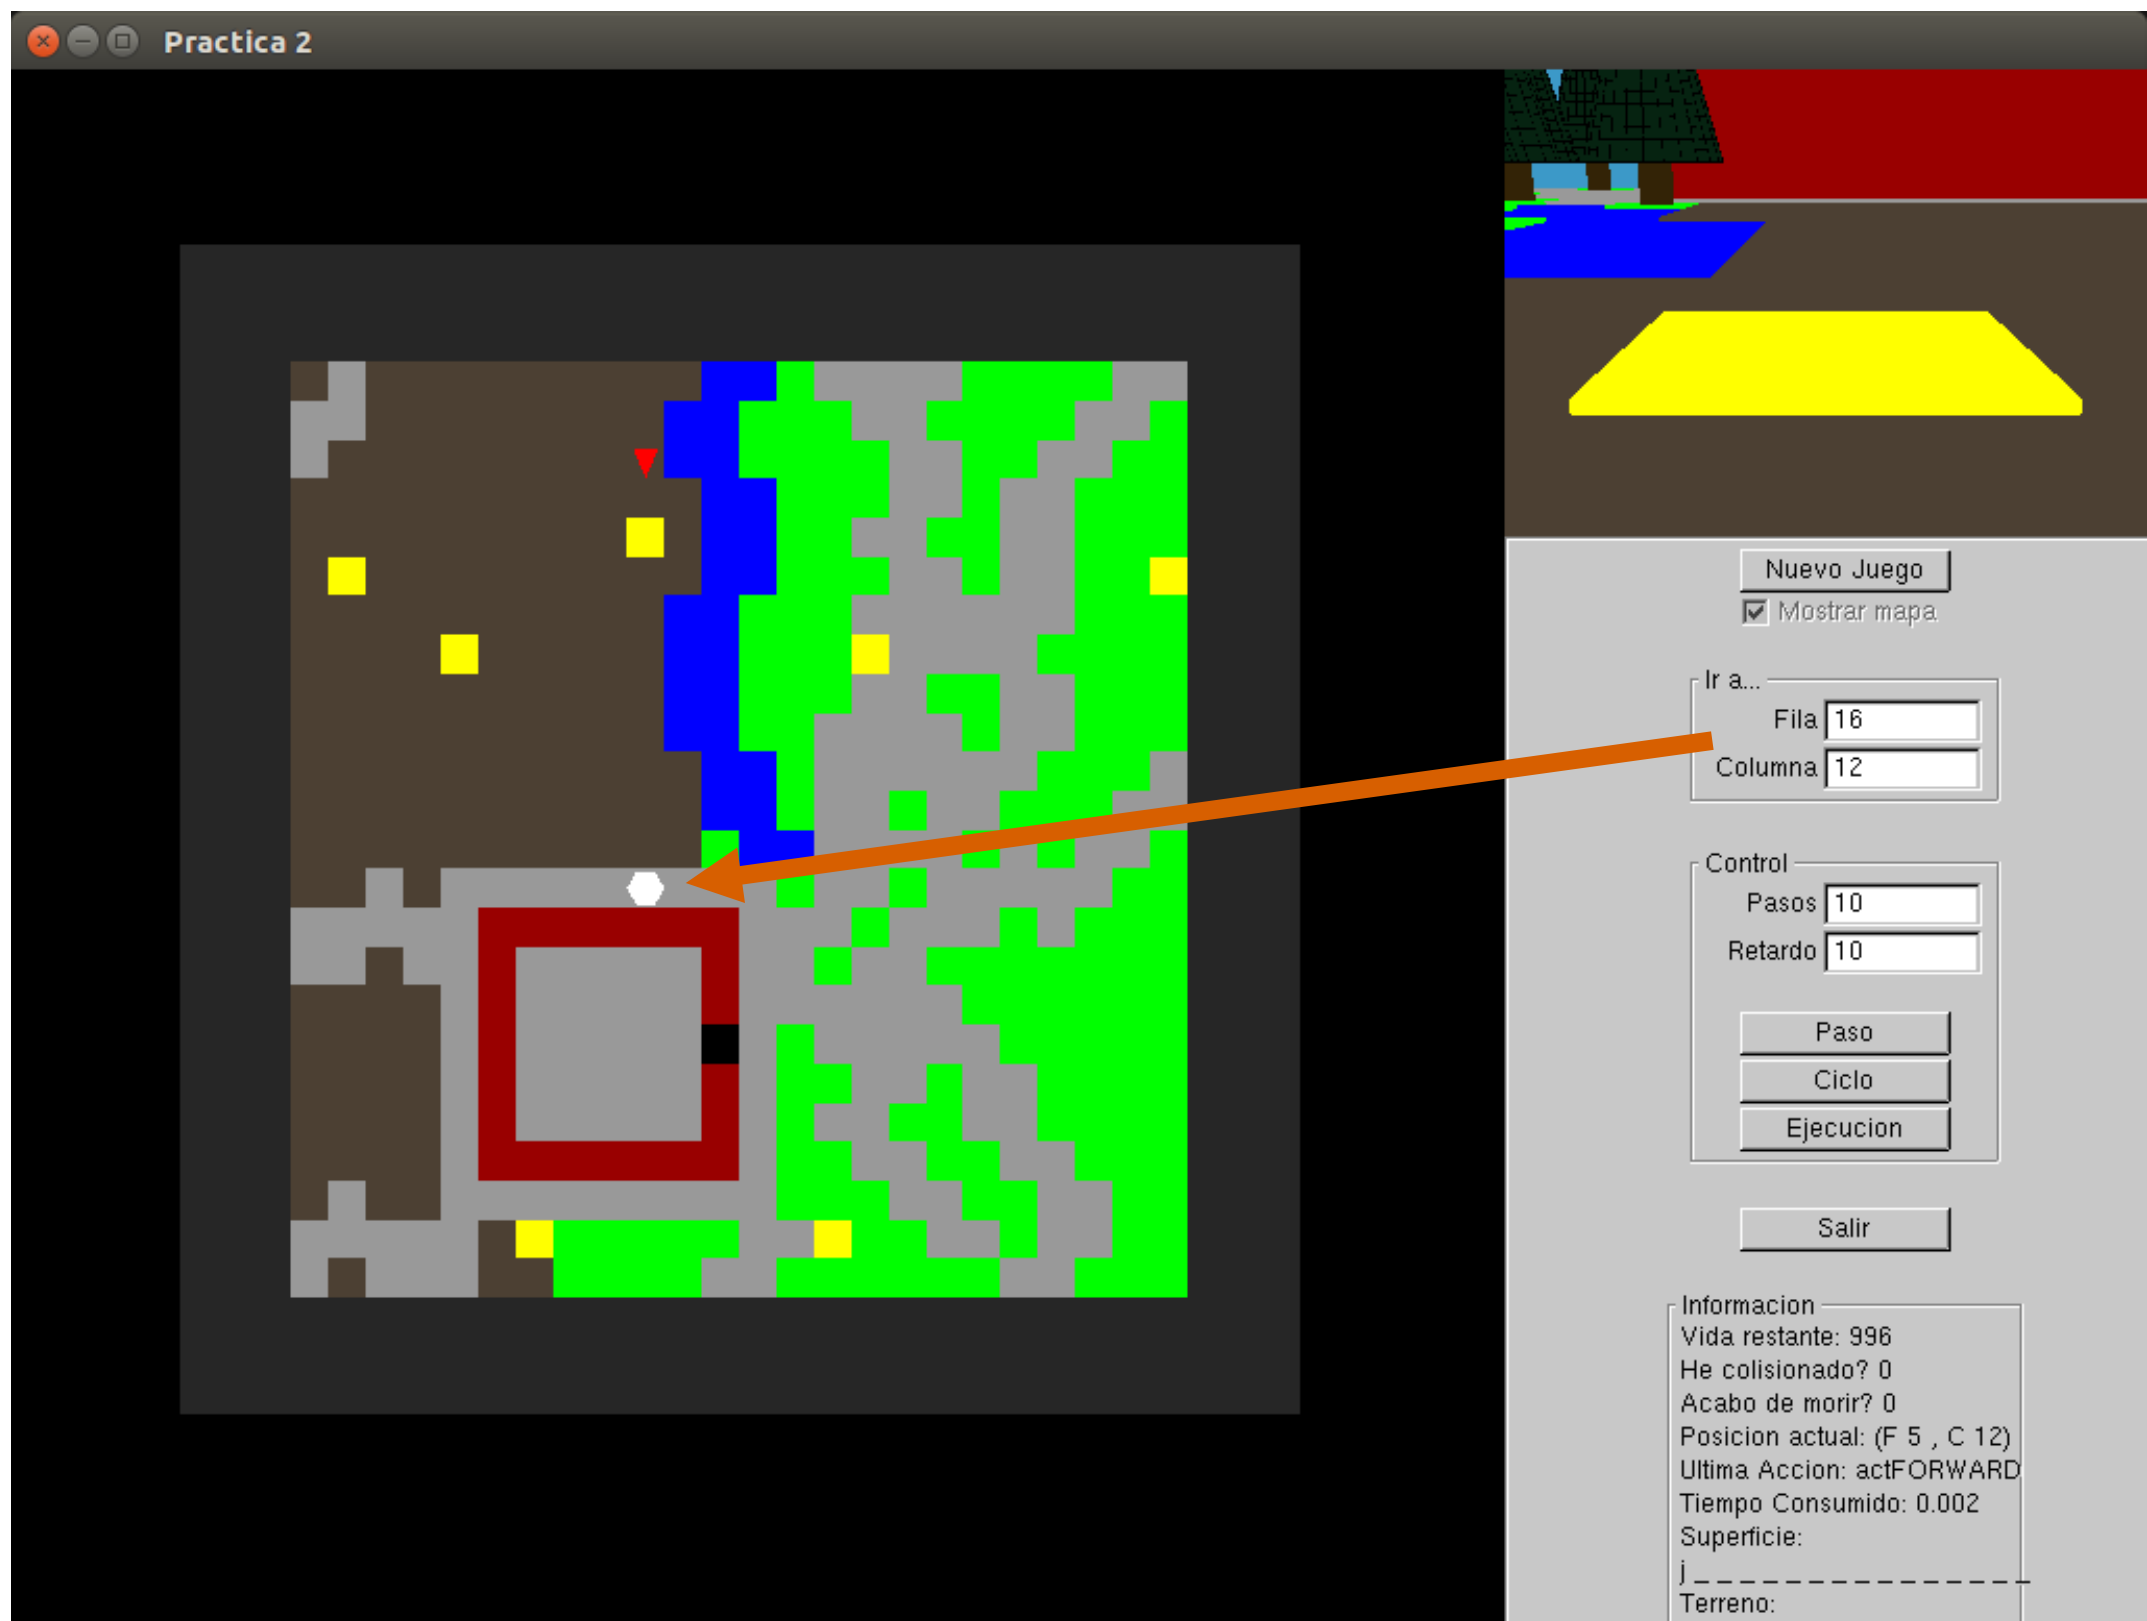 Practica 2
Nuevo Juego
Mostrar mapa
Ir a...
Fila 16
Columna 12
Control
Pasos 10
Retardo 10
Paso
Ciclo
Ejecucion
Salir
Informacion
Vida restante: 996
He colisionado? 0
Acabo de morir? 0
Posicion actual: (F 5 , C 12)
Ultima Accion: actFORWARD
Tiempo Consumido: 0.002
Superficie:
j _ _ _ _ _ _ _ _ _ _ _ _ _ _ _
Terreno: